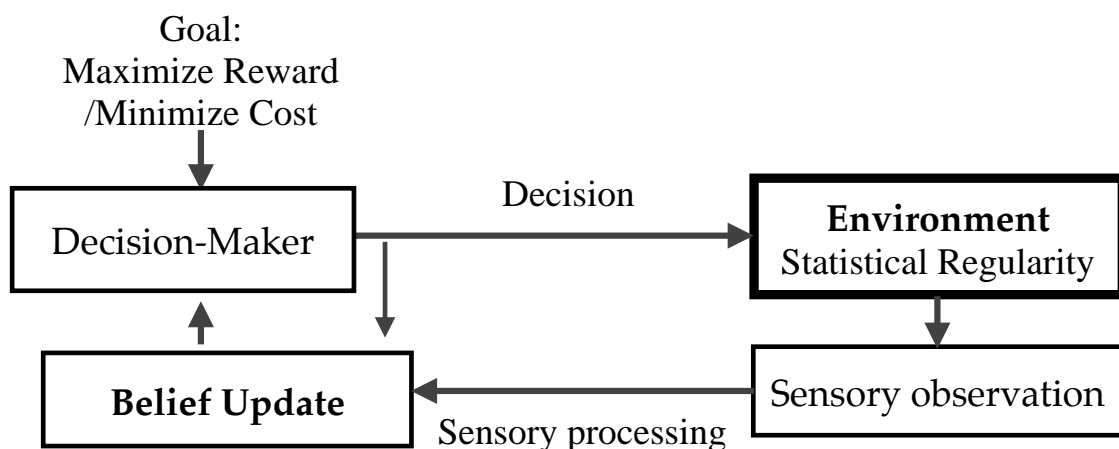 Goal:
Maximize Reward
/Minimize Cost
Decision
Decision-Maker
Environment
Statistical Regularity
Belief Update
Sensory observation
Sensory processing